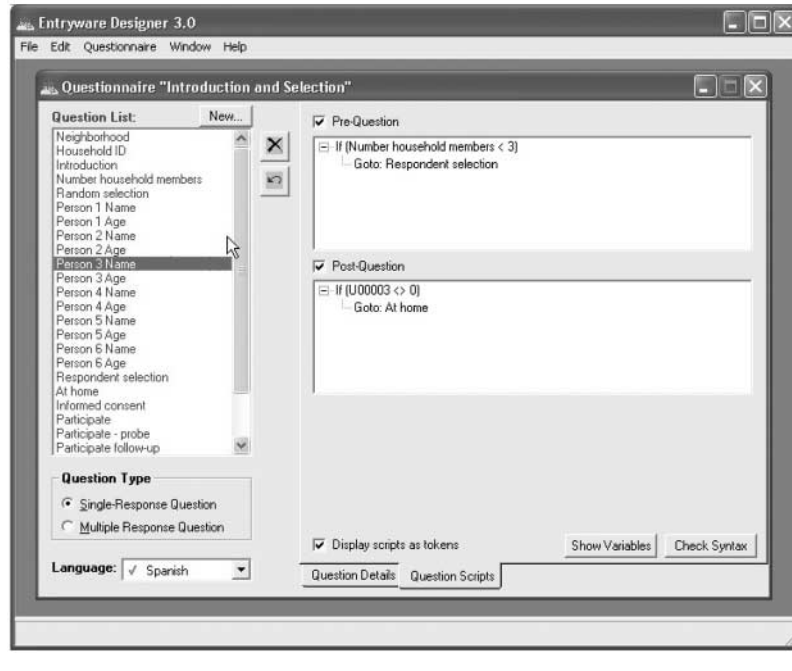 Entryware Designer 3.0
File Edit Questionnaire Window Help
Questionnaire "Introduction and Selection"
Question List:
New...
Neighborhood
Household ID
Introduction
Number household members
Random selection
Person 1 Name
Person 1 Age
Person 2 Name
Person 2 Age
Person 3 Name
Person 3 Age
Person 4 Name
Person 4 Age
Person 5 Name
Person 5 Age
Person 6 Name
Person 6 Age
Respondent selection
At home
Informed consent
Participate
Participate - probe
Participate follow-up
Question Type
Single-Response Question
Multiple Response Question
Language: ✓ Spanish
Pre-Question
If (Number household members < 3)
Goto: Respondent selection
Post-Question
If (U00003 <> 0)
Goto: At home
Display scripts as tokens
Show Variables
Check Syntax
Question Details
Question Scripts